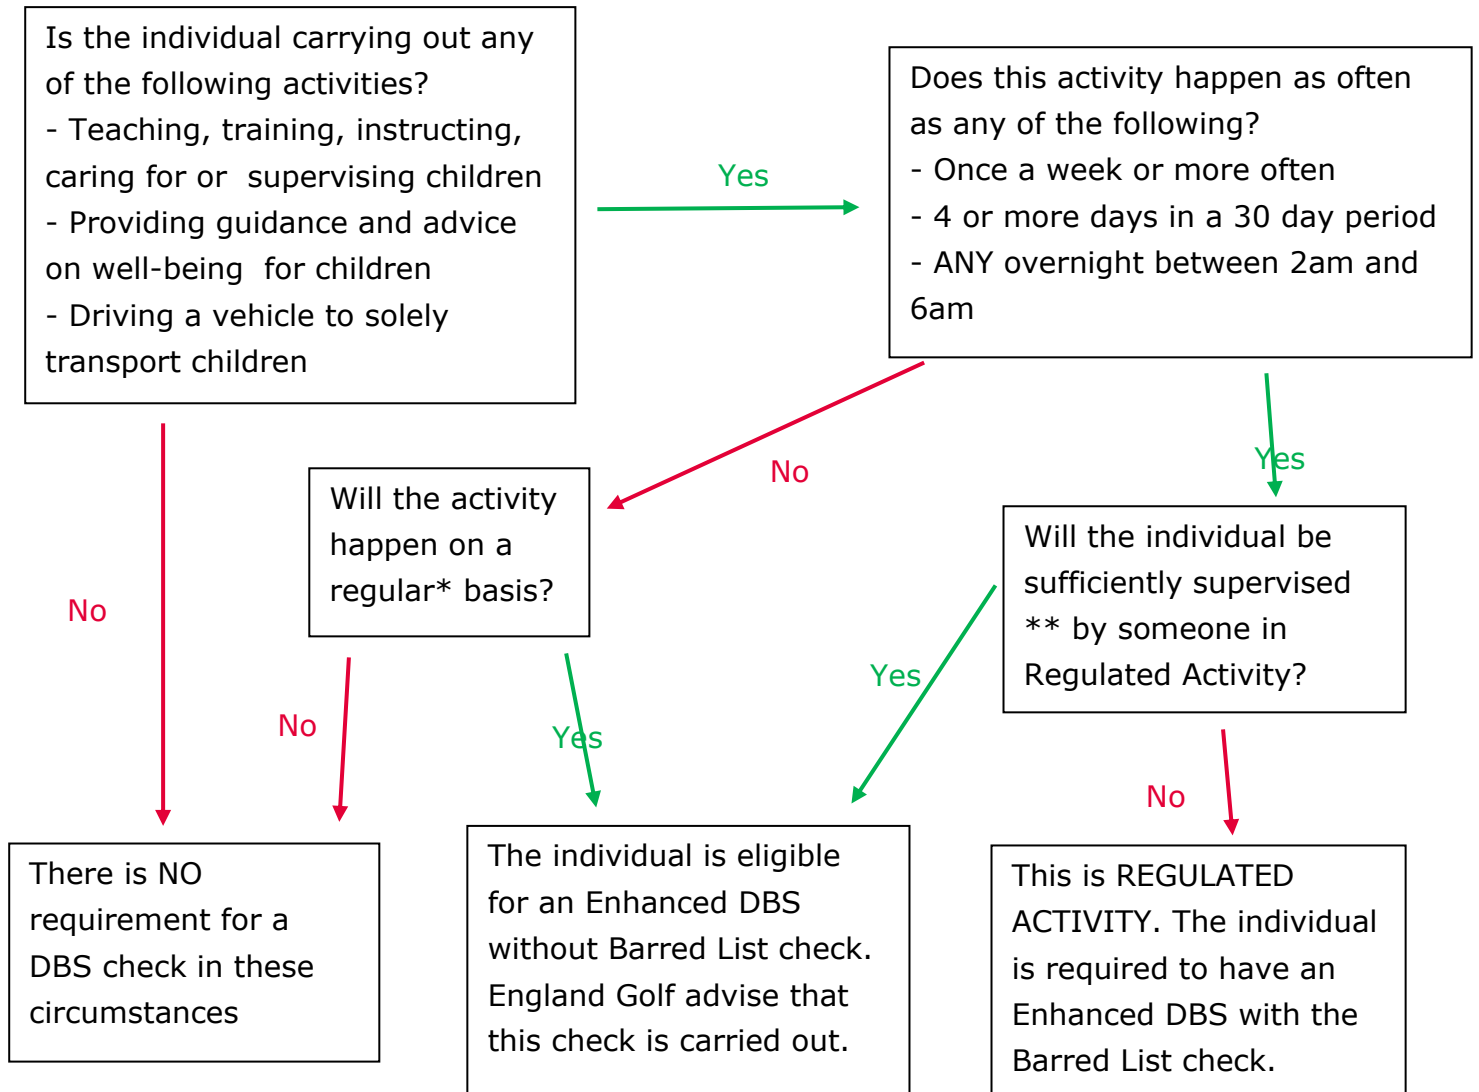 Is the individual carrying out any
of the following activities?
- Teaching, training, instructing,
caring for or supervising children
- Providing guidance and advice
on well-being for children
- Driving a vehicle to solely
transport children
Yes
Does this activity happen as often
as any of the following?
- Once a week or more often
- 4 or more days in a 30 day period
- ANY overnight between 2am and
6am
No
Yes
Will the activity
happen on a
regular* basis?
Will the individual be
sufficiently supervised
** by someone in
Regulated Activity?
No
No
Yes
Yes
No
There is NO
requirement for a
DBS check in these
circumstances
The individual is eligible
for an Enhanced DBS
without Barred List check.
England Golf advise that
this check is carried out.
This is REGULATED
ACTIVITY. The individual
is required to have an
Enhanced DBS with the
Barred List check.